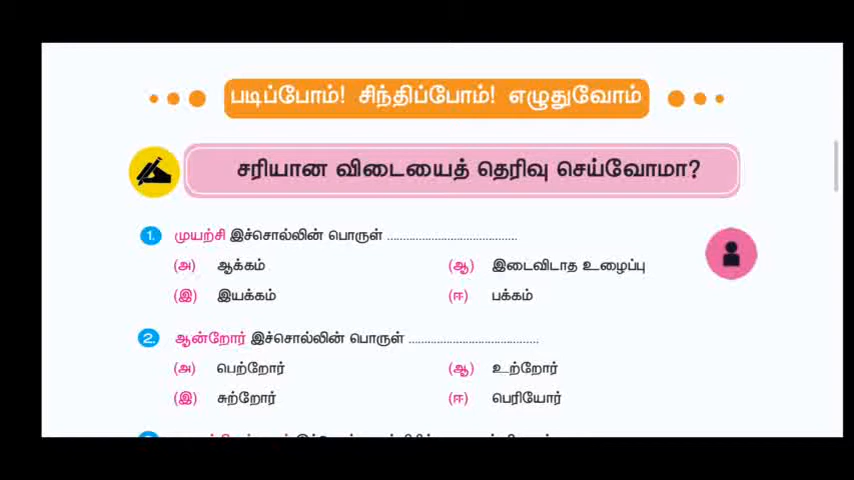 படிப்போம்! சிந்திப்போம்! எழுதுவோம்
சரியான விடையைத் தெரிவு செய்வோமா?
1. முயற்சி இச்சொல்லின் பொருள் ........................................
(அ) ஆக்கம் (ஆ) இடைவிடாத உழைப்பு
(இ) இயக்கம் (ஈ) பக்கம்
2. ஆன்றோர் இச்சொல்லின் பொருள் ........................................
(அ) பெற்றோர் (ஆ) உற்றோர்
(இ) சுற்றோர் (ஈ) பெரியோர்